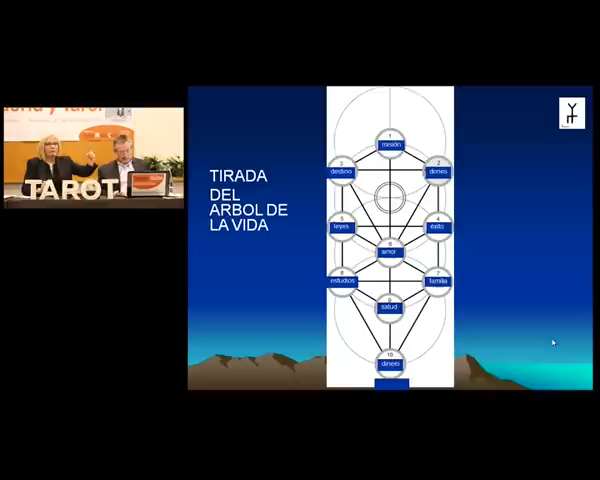 TAROT
TIRADA
DEL
ARBOL DE
LA VIDA
1
misión
3
destino
2
dones
5
leyes
4
éxito
6
amor
8
estudios
7
familia
9
salud
10
dinero